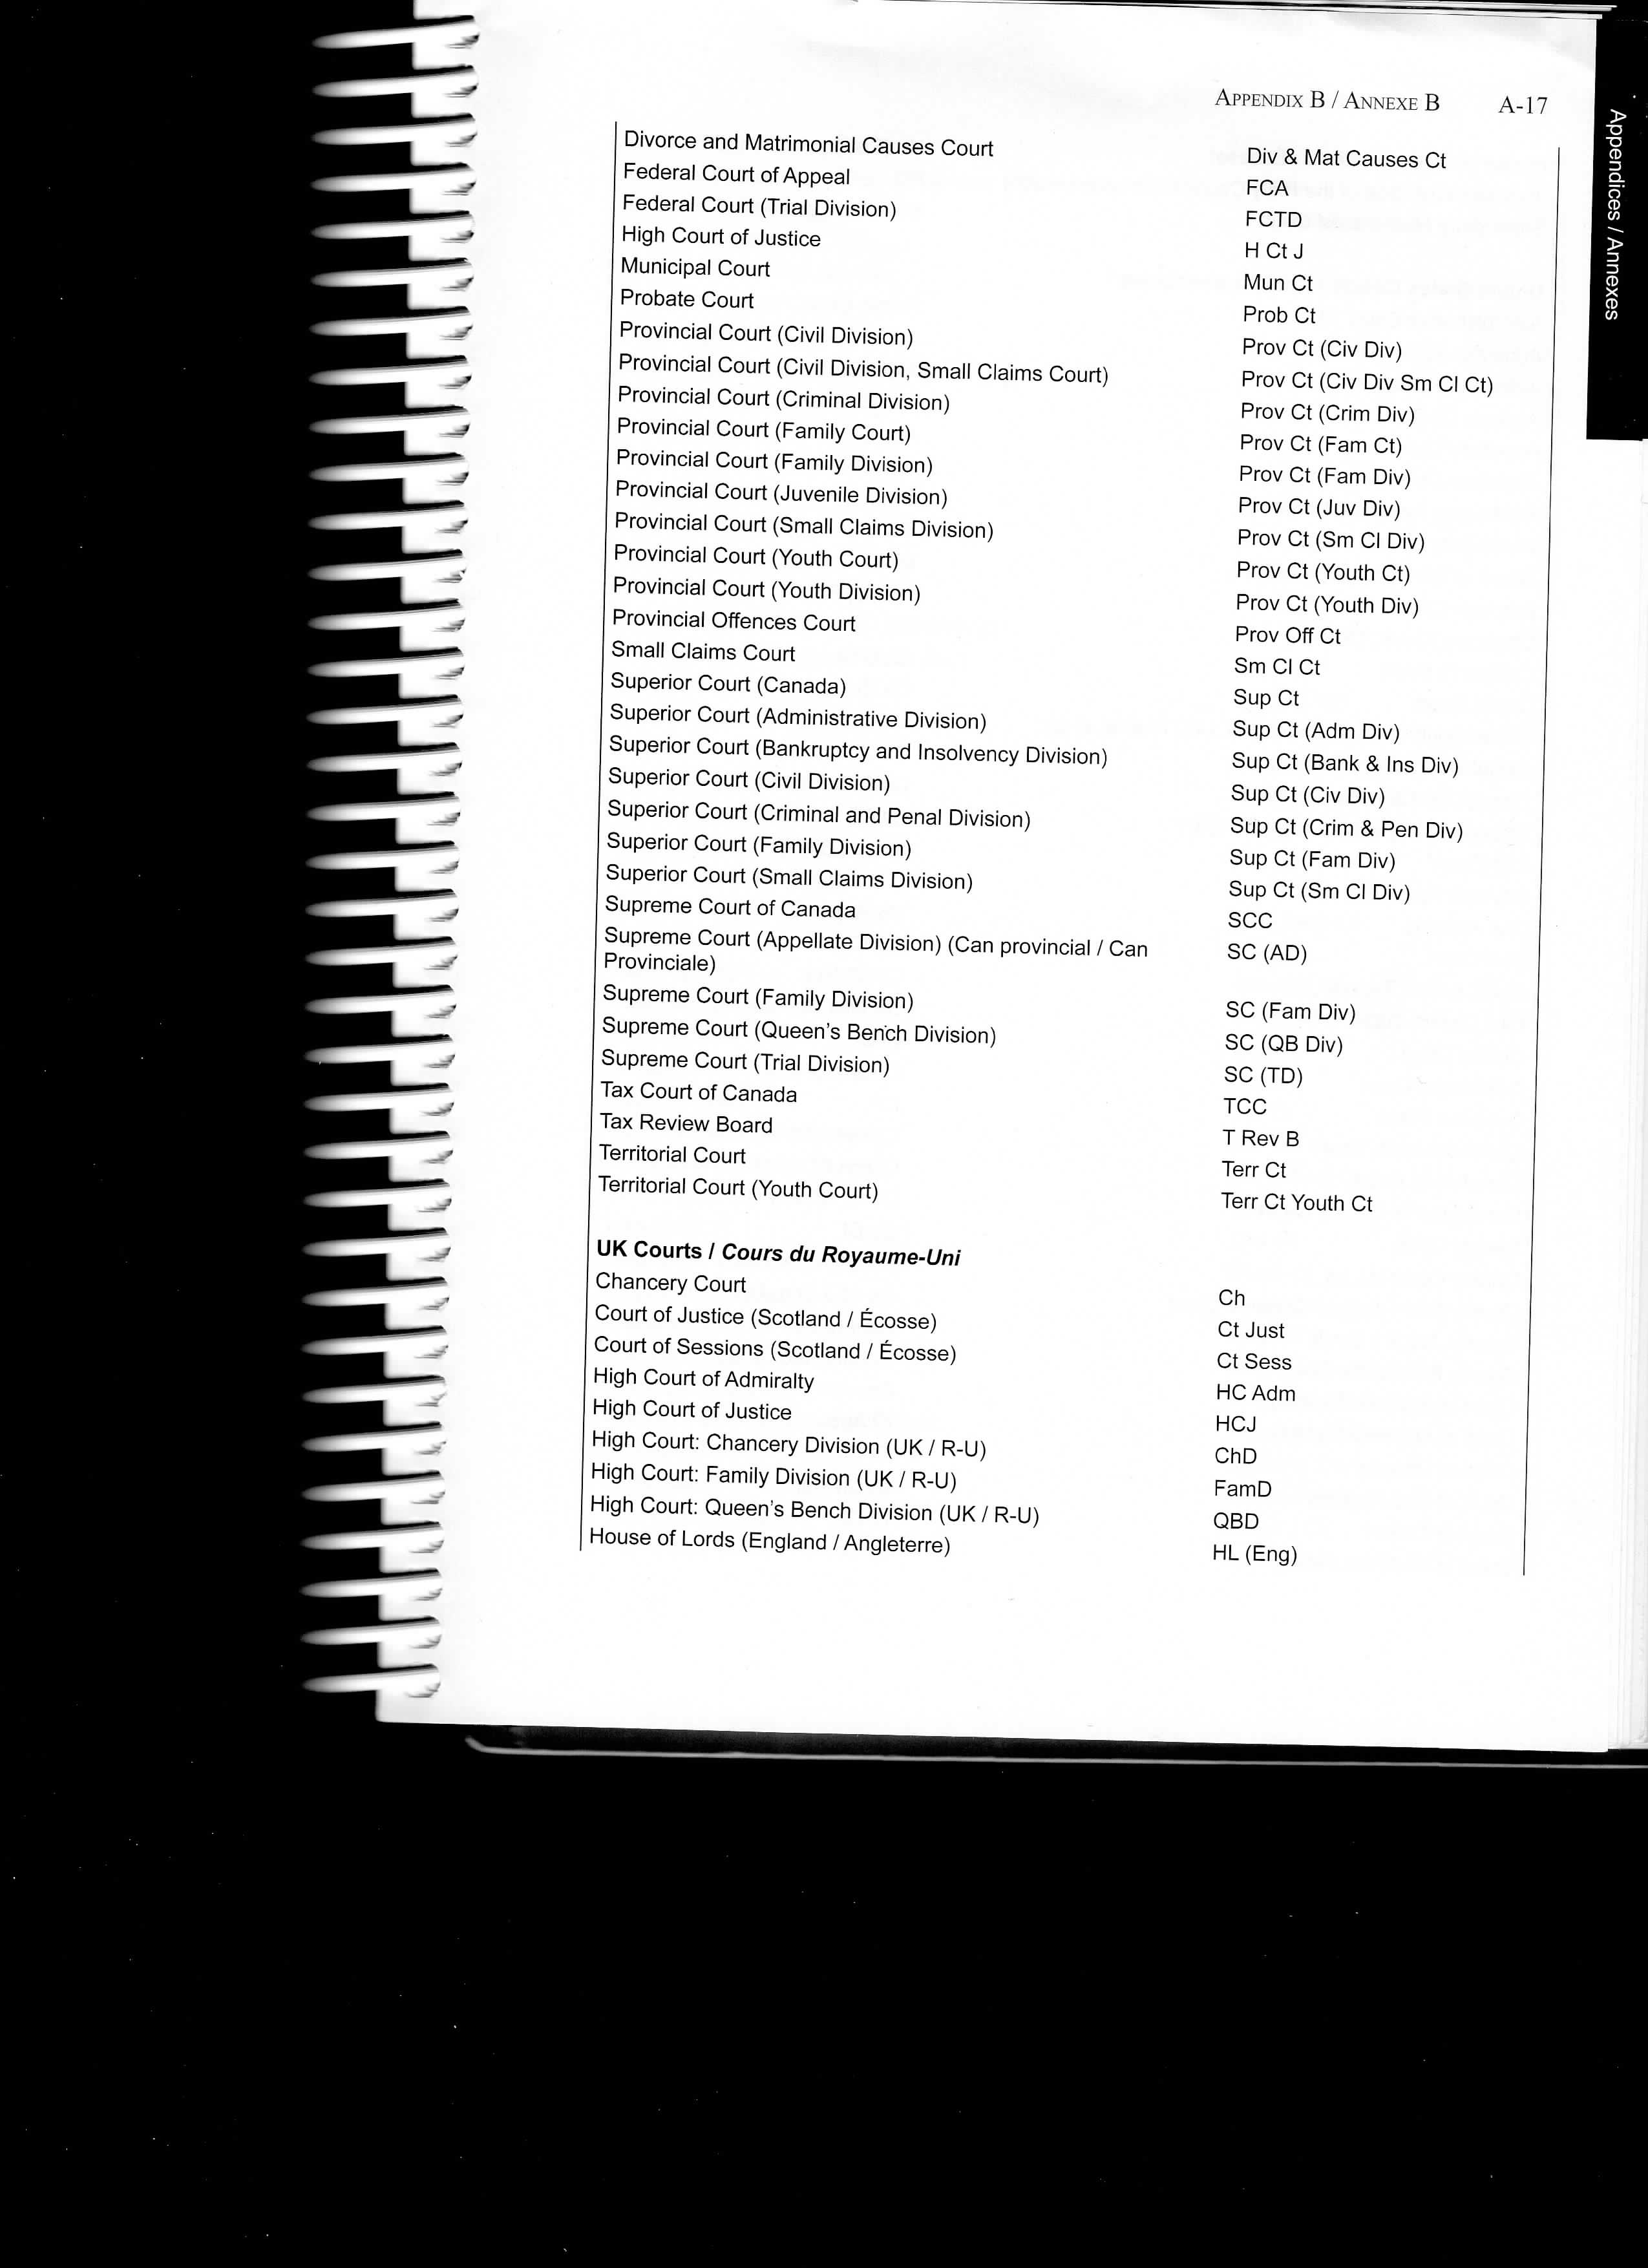 APPENDIX B / ANNEXE B A-17
Appendices / Annexes
Divorce and Matrimonial Causes Court Div & Mat Causes Ct
Federal Court of Appeal FCA
Federal Court (Trial Division) FCTD
High Court of Justice H Ct J
Municipal Court Mun Ct
Probate Court Prob Ct
Provincial Court (Civil Division) Prov Ct (Civ Div)
Provincial Court (Civil Division, Small Claims Court) Prov Ct (Civ Div Sm Cl Ct)
Provincial Court (Criminal Division) Prov Ct (Crim Div)
Provincial Court (Family Court) Prov Ct (Fam Ct)
Provincial Court (Family Division) Prov Ct (Fam Div)
Provincial Court (Juvenile Division) Prov Ct (Juv Div)
Provincial Court (Small Claims Division) Prov Ct (Sm Cl Div)
Provincial Court (Youth Court) Prov Ct (Youth Ct)
Provincial Court (Youth Division) Prov Ct (Youth Div)
Provincial Offences Court Prov Off Ct
Small Claims Court Sm Cl Ct
Superior Court (Canada) Sup Ct
Superior Court (Administrative Division) Sup Ct (Adm Div)
Superior Court (Bankruptcy and Insolvency Division) Sup Ct (Bank & Ins Div)
Superior Court (Civil Division) Sup Ct (Civ Div)
Superior Court (Criminal and Penal Division) Sup Ct (Crim & Pen Div)
Superior Court (Family Division) Sup Ct (Fam Div)
Superior Court (Small Claims Division) Sup Ct (Sm Cl Div)
Supreme Court of Canada SCC
Supreme Court (Appellate Division) (Can provincial / Can SC (AD)
Provinciale)
Supreme Court (Family Division) SC (Fam Div)
Supreme Court (Queen's Bench Division) SC (QB Div)
Supreme Court (Trial Division) SC (TD)
Tax Court of Canada TCC
Tax Review Board T Rev B
Territorial Court Terr Ct
Territorial Court (Youth Court) Terr Ct Youth Ct
UK Courts / Cours du Royaume-Uni
Chancery Court Ch
Court of Justice (Scotland / Écosse) Ct Just
Court of Sessions (Scotland / Écosse) Ct Sess
High Court of Admiralty HC Adm
High Court of Justice HCJ
High Court: Chancery Division (UK / R-U) ChD
High Court: Family Division (UK / R-U) FamD
High Court: Queen's Bench Division (UK / R-U) QBD
House of Lords (England / Angleterre) HL (Eng)